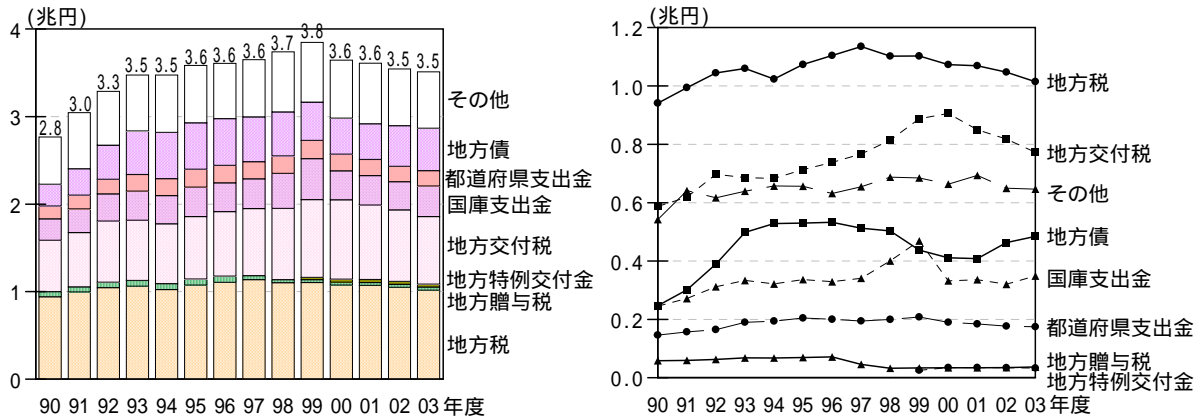 (兆円)
4
3
2
1
0
2.8
3.0
3.3
3.5
3.5
3.6
3.6
3.6
3.7
3.8
3.6
3.6
3.5
3.5
その他
地方債
都道府県支出金
国庫支出金
地方交付税
地方特例交付金
地方贈与税
地方税
90 91 92 93 94 95 96 97 98 99 00 01 02 03 年度
(兆円)
1.2
1.0
0.8
0.6
0.4
0.2
0.0
地方税
地方交付税
その他
地方債
国庫支出金
都道府県支出金
地方贈与税
地方特例交付金
90 91 92 93 94 95 96 97 98 99 00 01 02 03 年度